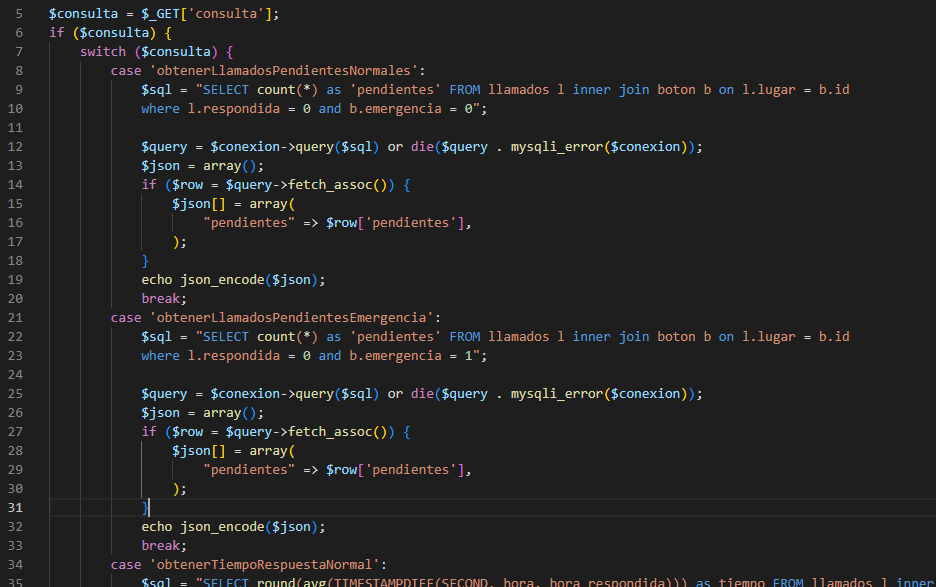 5 $consulta = $_GET['consulta'];
6 if ($consulta) {
7 switch ($consulta) {
8 case 'obtenerLlamadosPendientesNormales':
9 $sql = "SELECT count(*) as 'pendientes' FROM llamados l inner join boton b on l.lugar = b.id
10 where l.respondida = 0 and b.emergencia = 0";
11
12 $query = $conexion->query($sql) or die($query . mysqli_error($conexion));
13 $json = array();
14 if ($row = $query->fetch_assoc()) {
15 $json[] = array(
16 "pendientes" => $row['pendientes'],
17 );
18 }
19 echo json_encode($json);
20 break;
21 case 'obtenerLlamadosPendientesEmergencia':
22 $sql = "SELECT count(*) as 'pendientes' FROM llamados l inner join boton b on l.lugar = b.id
23 where l.respondida = 0 and b.emergencia = 1";
24
25 $query = $conexion->query($sql) or die($query . mysqli_error($conexion));
26 $json = array();
27 if ($row = $query->fetch_assoc()) {
28 $json[] = array(
29 "pendientes" => $row['pendientes'],
30 );
31 }
32 echo json_encode($json);
33 break;
34 case 'obtenerTiempoRespuestaNormal':
35 $sql = "SELECT round(avg(TIMESTAMPDIFF(SECOND, hora, hora_respondida))) as tiempo FROM llamados l inner